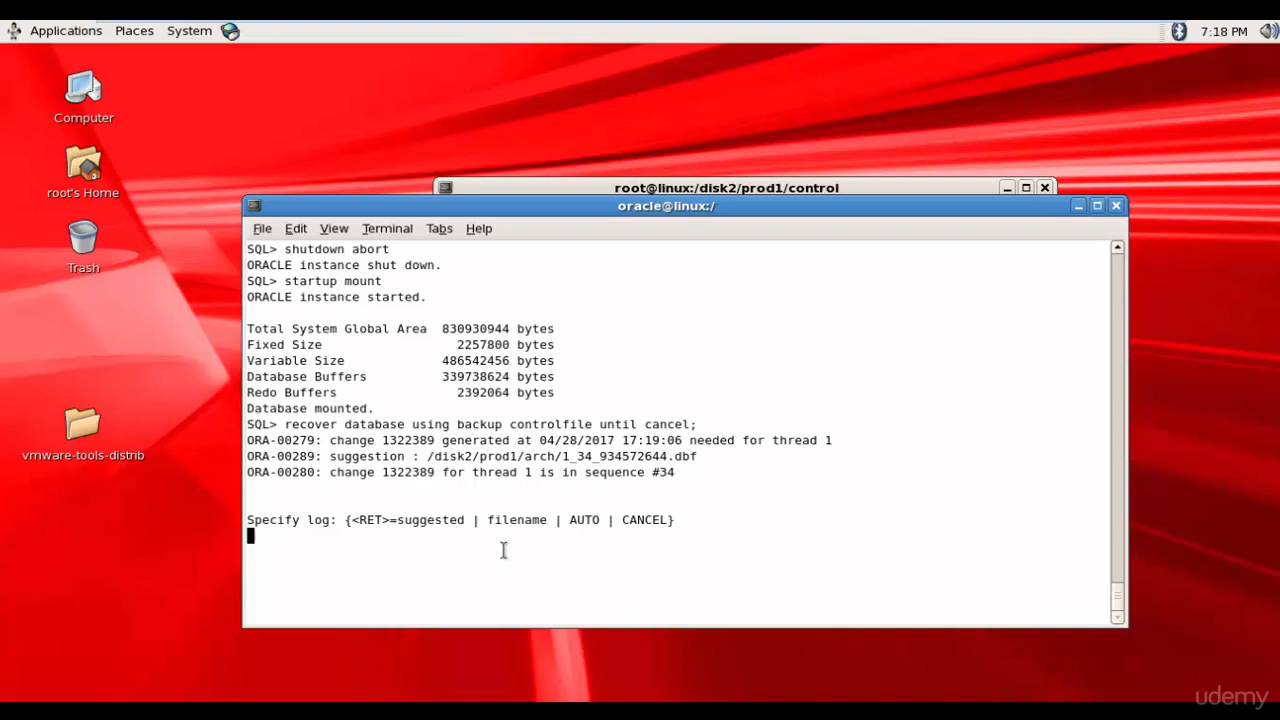 Applications Places System 7:18 PM
Computer
root's Home
Trash
vmware-tools-distrib
root@linux:/disk2/prod1/control
oracle@linux:/
File Edit View Terminal Tabs Help
SQL> shutdown abort
ORACLE instance shut down.
SQL> startup mount
ORACLE instance started.
Total System Global Area 830930944 bytes
Fixed Size 2257800 bytes
Variable Size 486542456 bytes
Database Buffers 339738624 bytes
Redo Buffers 2392064 bytes
Database mounted.
SQL> recover database using backup controlfile until cancel;
ORA-00279: change 1322389 generated at 04/28/2017 17:19:06 needed for thread 1
ORA-00289: suggestion : /disk2/prod1/arch/1_34_934572644.dbf
ORA-00280: change 1322389 for thread 1 is in sequence #34
Specify log: {<RET>=suggested | filename | AUTO | CANCEL}
udemy